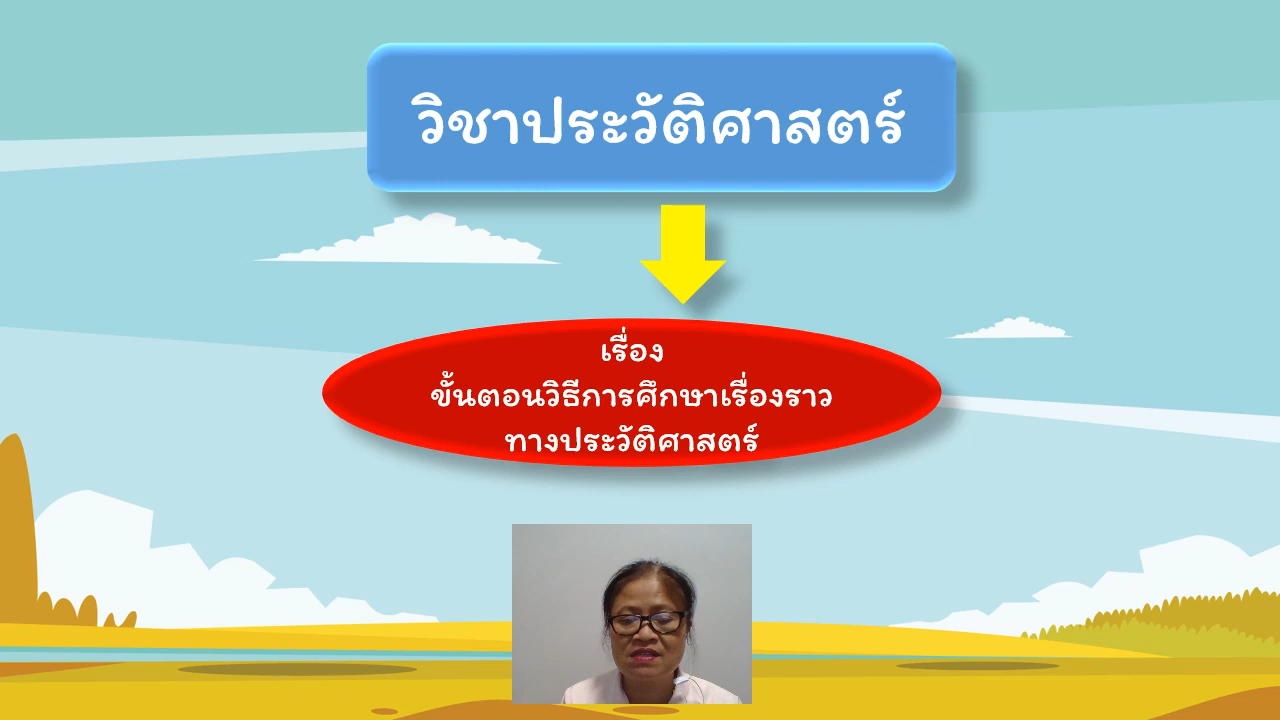 วิชาประวัติศาสตร์
เรื่อง
ขั้นตอนวิธีการศึกษาเรื่องราว
ทางประวัติศาสตร์